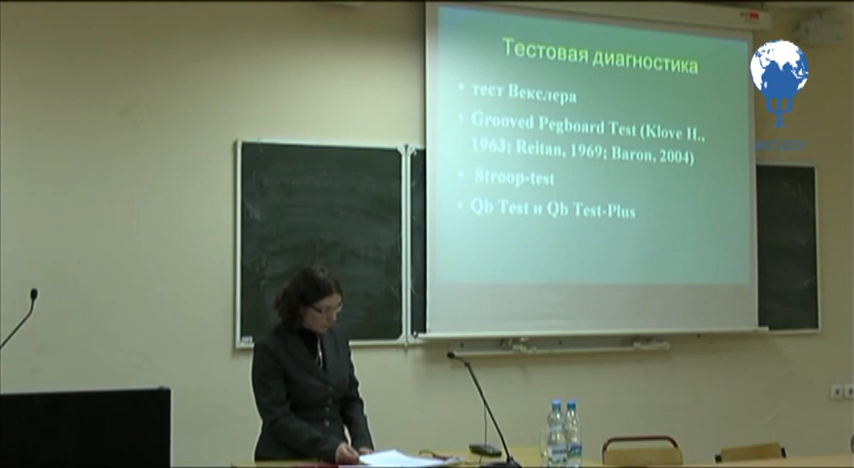 Тестовая диагностика
• тест Векслера
• Grooved Pegboard Test (Klove H.,
1963; Reitan, 1969; Baron, 2004)
• Stroop-test
• Qb Test и Qb Test-Plus